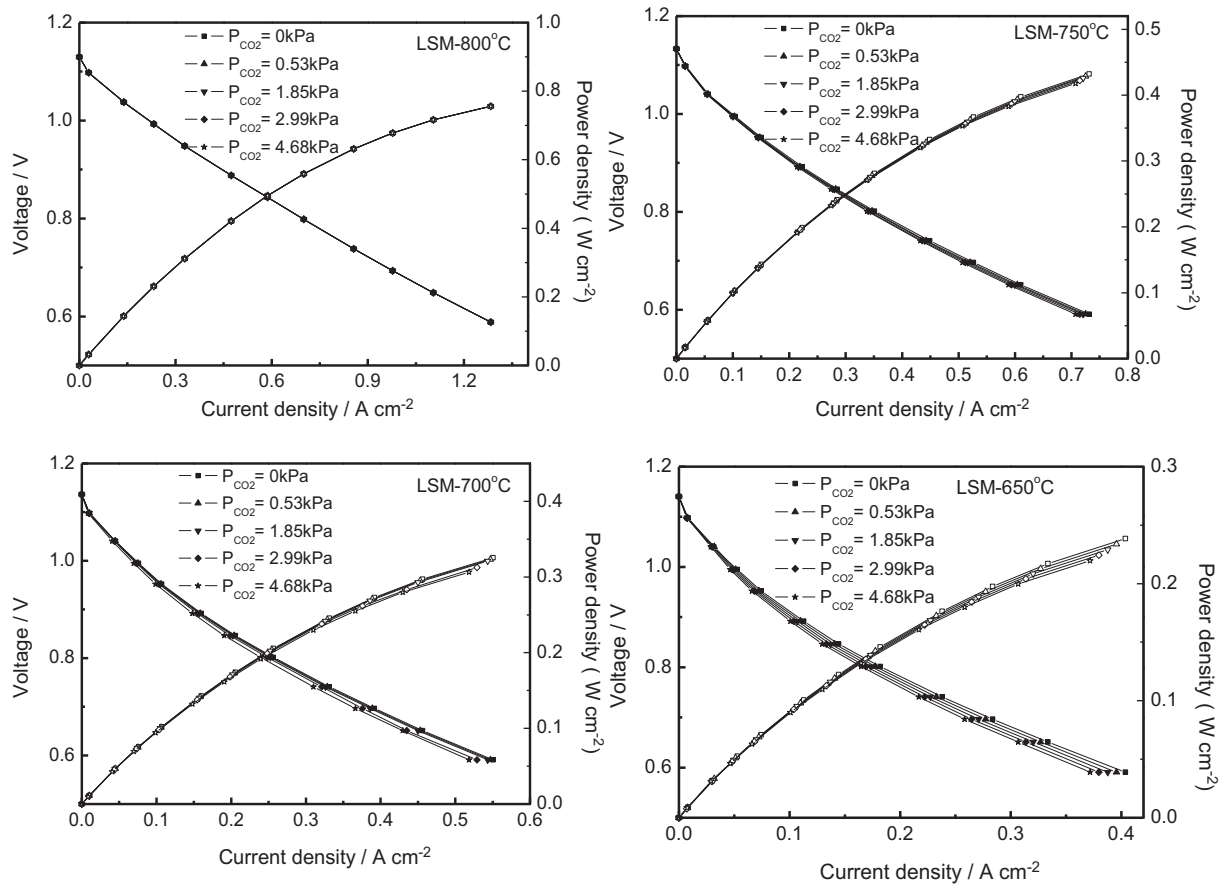 LSM-800°C
P_CO2 = 0kPa
P_CO2 = 0.53kPa
P_CO2 = 1.85kPa
P_CO2 = 2.99kPa
P_CO2 = 4.68kPa
1.2
1.0
0.8
0.6
Voltage / V
0.0 0.3 0.6 0.9 1.2
Current density / A cm-2
1.0
0.8
0.6
0.4
0.2
0.0
Power density ( W cm-2)
LSM-750°C
P_CO2 = 0kPa
P_CO2 = 0.53kPa
P_CO2 = 1.85kPa
P_CO2 = 2.99kPa
P_CO2 = 4.68kPa
1.2
1.0
0.8
0.6
Voltage / V
0.0 0.1 0.2 0.3 0.4 0.5 0.6 0.7 0.8
Current density / A cm-2
0.5
0.4
0.3
0.2
0.1
0.0
Power density ( W cm-2)
LSM-700°C
P_CO2 = 0kPa
P_CO2 = 0.53kPa
P_CO2 = 1.85kPa
P_CO2 = 2.99kPa
P_CO2 = 4.68kPa
1.2
1.0
0.8
0.6
Voltage / V
0.0 0.1 0.2 0.3 0.4 0.5 0.6
Current density / A cm-2
0.4
0.3
0.2
0.1
0.0
Power density ( W cm-2)
LSM-650°C
P_CO2 = 0kPa
P_CO2 = 0.53kPa
P_CO2 = 1.85kPa
P_CO2 = 2.99kPa
P_CO2 = 4.68kPa
1.2
1.0
0.8
0.6
Voltage / V
0.0 0.1 0.2 0.3 0.4
Current density / A cm-2
0.3
0.2
0.1
0.0
Power density ( W cm-2)